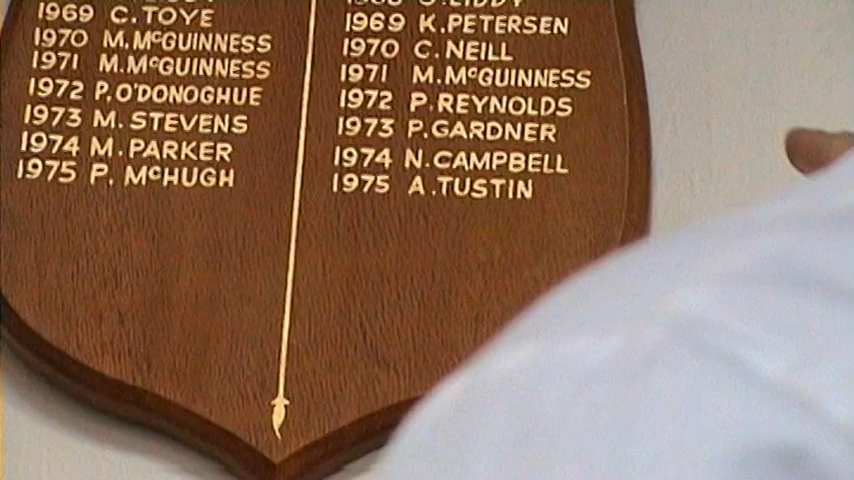 1969 C.TOYE
1970 M.McGUINNESS
1971 M.McGUINNESS
1972 P.O'DONOGHUE
1973 M.STEVENS
1974 M.PARKER
1975 P.McHUGH
1969 K.PETERSEN
1970 C.NEILL
1971 M.McGUINNESS
1972 P.REYNOLDS
1973 P.GARDNER
1974 N.CAMPBELL
1975 A.TUSTIN